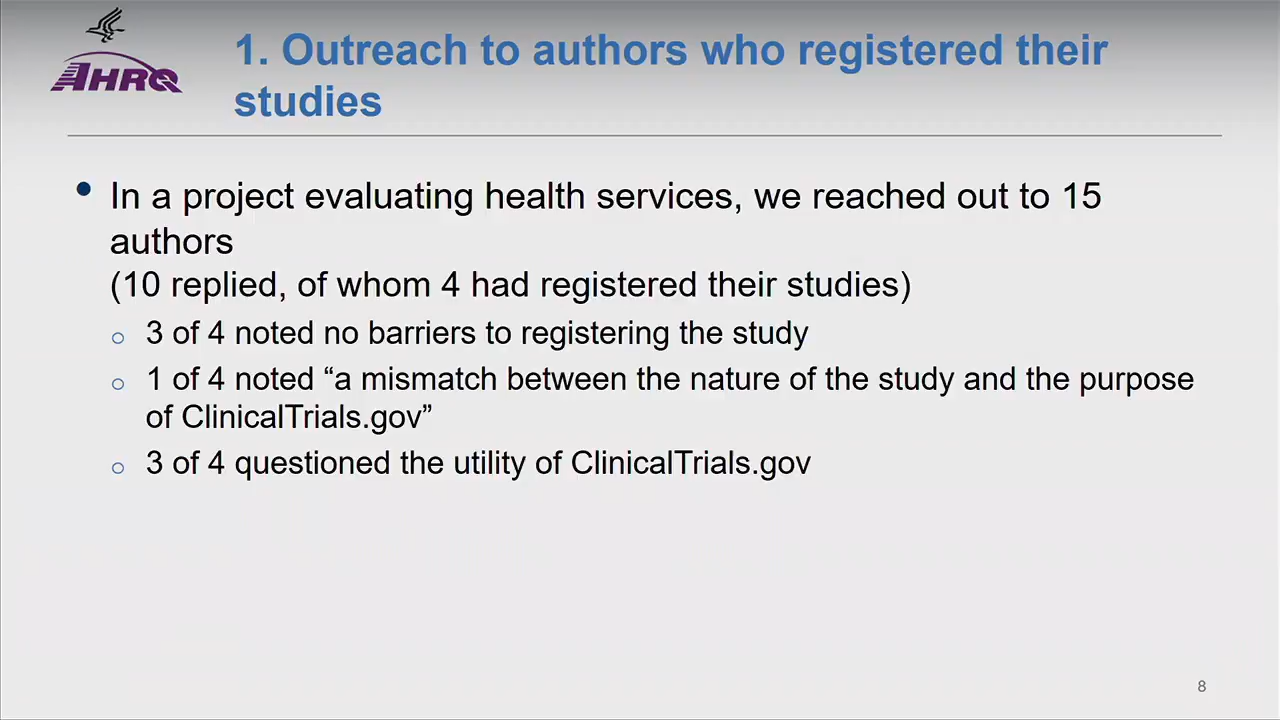 AHRQ
1. Outreach to authors who registered their
studies
• In a project evaluating health services, we reached out to 15
authors
(10 replied, of whom 4 had registered their studies)
o 3 of 4 noted no barriers to registering the study
o 1 of 4 noted “a mismatch between the nature of the study and the purpose
of ClinicalTrials.gov”
o 3 of 4 questioned the utility of ClinicalTrials.gov
8